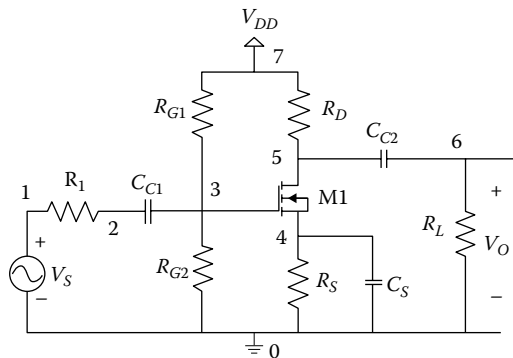 V_DD
7
R_G1
R_D
C_C2
6
5
1
R_1
C_C1
3
M1
2
4
+
+
R_L
V_O
V_S
R_G2
R_S
C_S
−
−
0